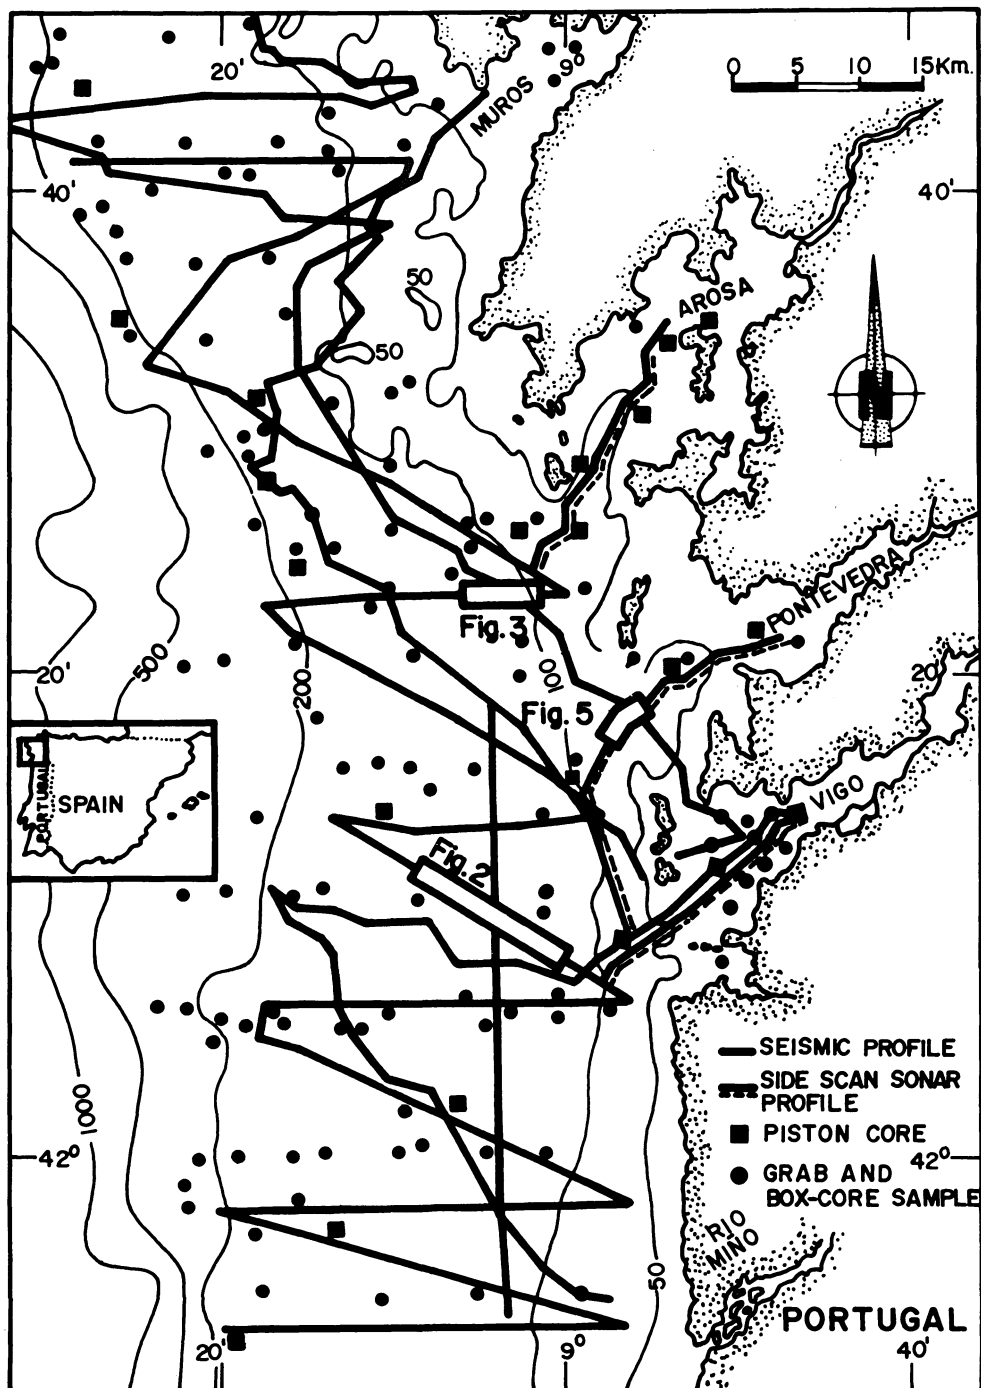 20'
9°
0 5 10 15Km.
MUROS
40'
40'
50
AROSA
50
PONTEVEDRA
Fig.3
20'
500
200
100
20'
Fig.5
VIGO
PORTUGAL
SPAIN
Fig.2
SEISMIC PROFILE
SIDE SCAN SONAR
PROFILE
1000
PISTON CORE
42°
42°
GRAB AND
BOX-CORE SAMPLE
RIO
MINO
50
PORTUGAL
20'
9°
40'